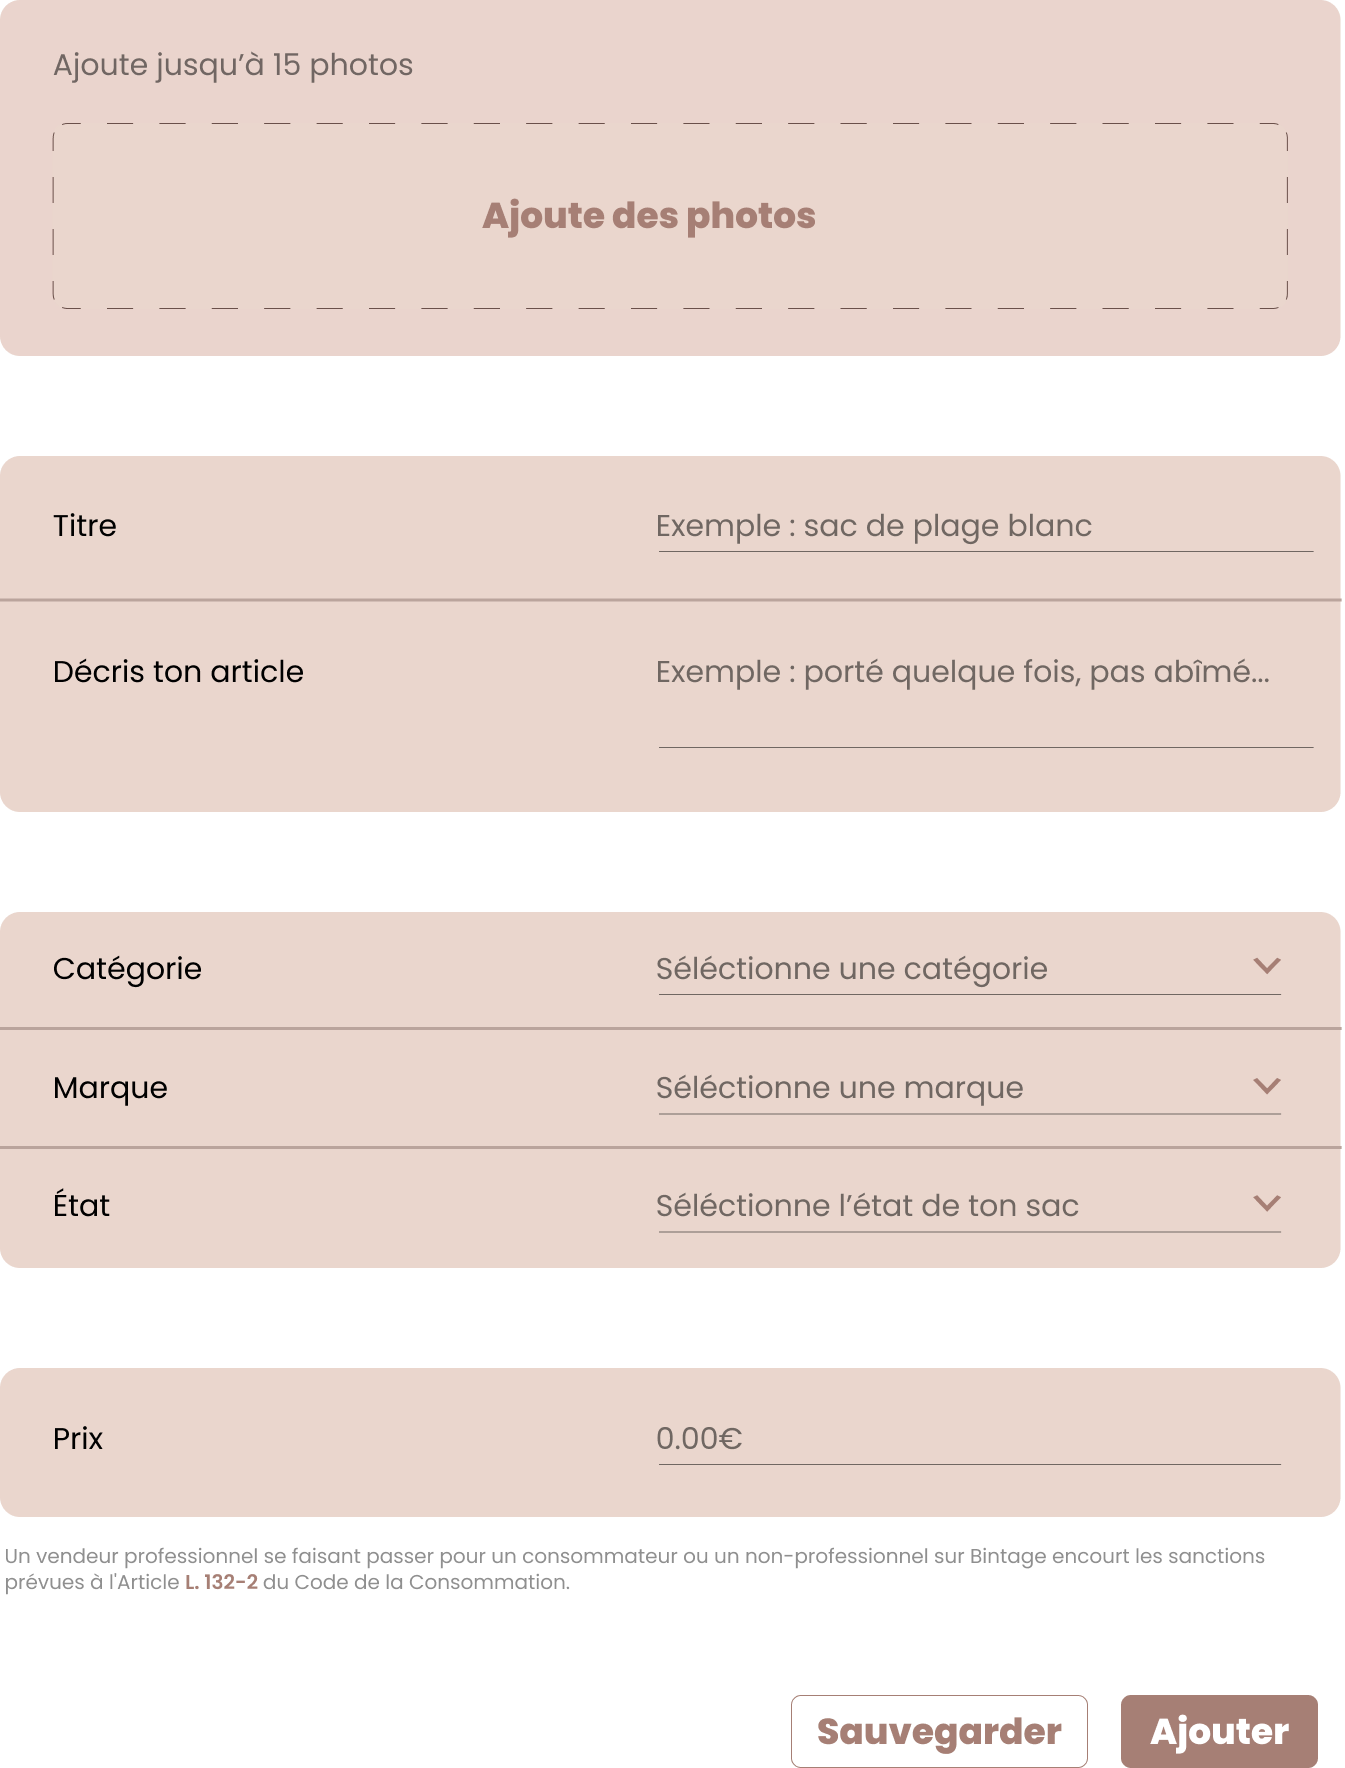 Ajoute jusqu’à 15 photos
Ajoute des photos
Titre
Exemple : sac de plage blanc
Décris ton article
Exemple : porté quelque fois, pas abîmé...
Catégorie
Séléctionne une catégorie
Marque
Séléctionne une marque
État
Séléctionne l’état de ton sac
Prix
0.00€
Un vendeur professionnel se faisant passer pour un consommateur ou un non-professionnel sur Bintage encourt les sanctions
prévues à l'Article L. 132-2 du Code de la Consommation.
Sauvegarder
Ajouter